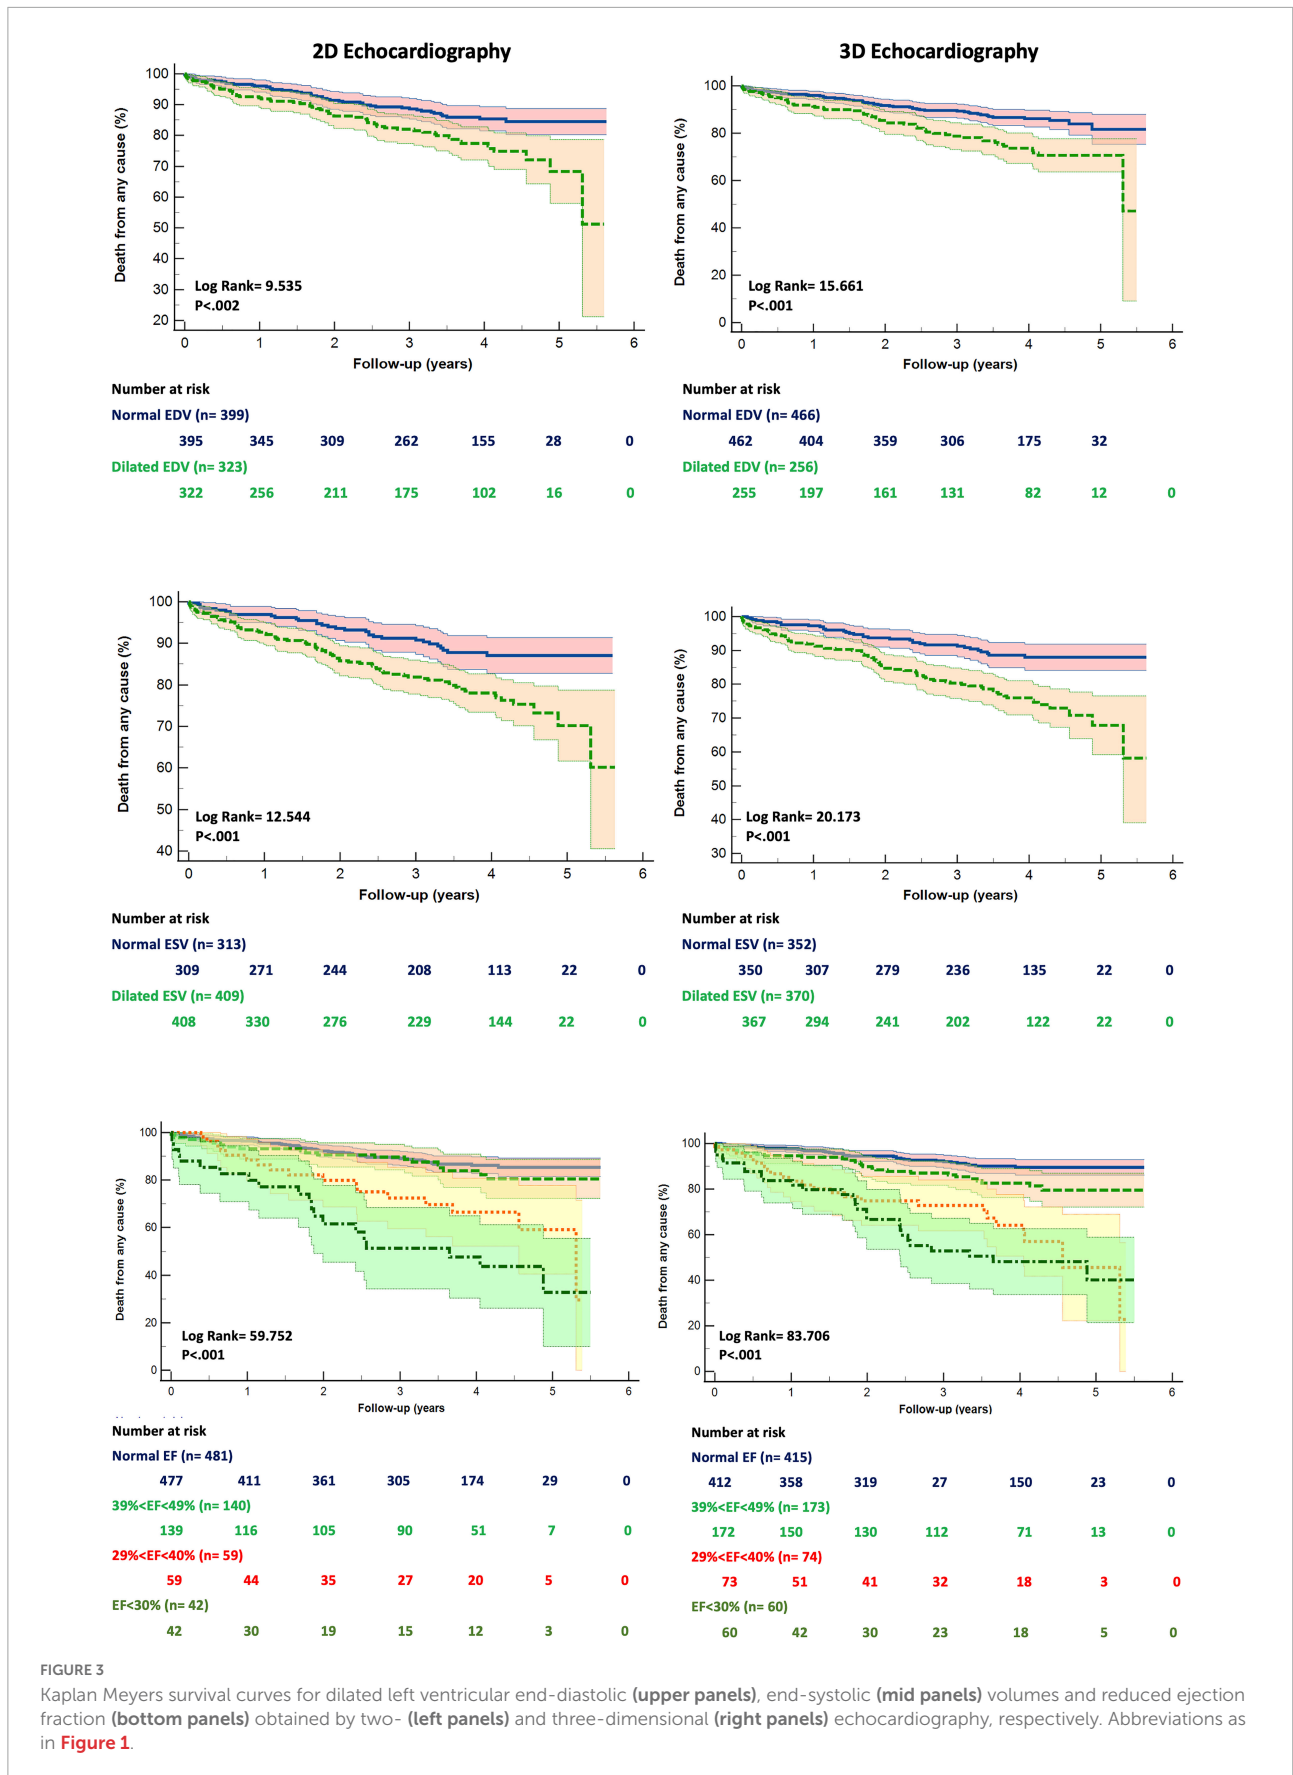 2D Echocardiography
3D Echocardiography
Death from any cause (%)
100
90
80
70
60
50
40
30
20
Log Rank= 9.535
P<.002
0 1 2 3 4 5 6
Follow-up (years)
Death from any cause (%)
100
80
60
40
20
0
Log Rank= 15.661
P<.001
0 1 2 3 4 5 6
Follow-up (years)
Number at risk
Normal EDV (n= 399)
395 345 309 262 155 28 0
Dilated EDV (n= 323)
322 256 211 175 102 16 0
Number at risk
Normal EDV (n= 466)
462 404 359 306 175 32
Dilated EDV (n= 256)
255 197 161 131 82 12 0
Death from any cause (%)
100
90
80
70
60
50
40
Log Rank= 12.544
P<.001
0 1 2 3 4 5 6
Follow-up (years)
Death from any cause (%)
100
90
80
70
60
50
40
30
Log Rank= 20.173
P<.001
0 1 2 3 4 5 6
Follow-up (years)
Number at risk
Normal ESV (n= 313)
309 271 244 208 113 22 0
Dilated ESV (n= 409)
408 330 276 229 144 22 0
Number at risk
Normal ESV (n= 352)
350 307 279 236 135 22 0
Dilated ESV (n= 370)
367 294 241 202 122 22 0
Death from any cause (%)
100
80
60
40
20
0
Log Rank= 59.752
P<.001
0 1 2 3 4 5 6
Follow-up (years
Death from any cause (%)
100
80
60
40
20
0
Log Rank= 83.706
P<.001
0 1 2 3 4 5 6
Follow-up (years)
Number at risk
Normal EF (n= 481)
477 411 361 305 174 29 0
39%<EF<49% (n= 140)
139 116 105 90 51 7 0
29%<EF<40% (n= 59)
59 44 35 27 20 5 0
EF<30% (n= 42)
42 30 19 15 12 3 0
Number at risk
Normal EF (n= 415)
412 358 319 27 150 23 0
39%<EF<49% (n= 173)
172 150 130 112 71 13 0
29%<EF<40% (n= 74)
73 51 41 32 18 3 0
EF<30% (n= 60)
60 42 30 23 18 5 0
FIGURE 3
Kaplan Meyers survival curves for dilated left ventricular end-diastolic (upper panels), end-systolic (mid panels) volumes and reduced ejection
fraction (bottom panels) obtained by two- (left panels) and three-dimensional (right panels) echocardiography, respectively. Abbreviations as
in Figure 1.